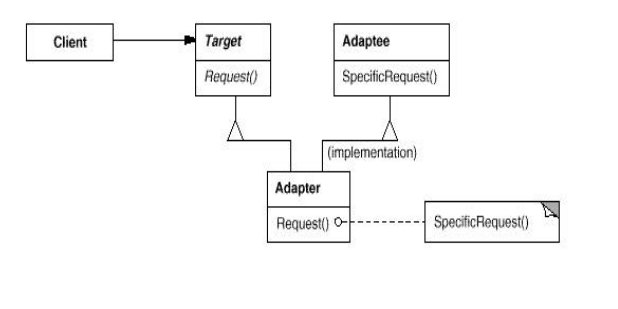 Client
Target
Request()
Adaptee
SpecificRequest()
(implementation)
Adapter
Request()
SpecificRequest()